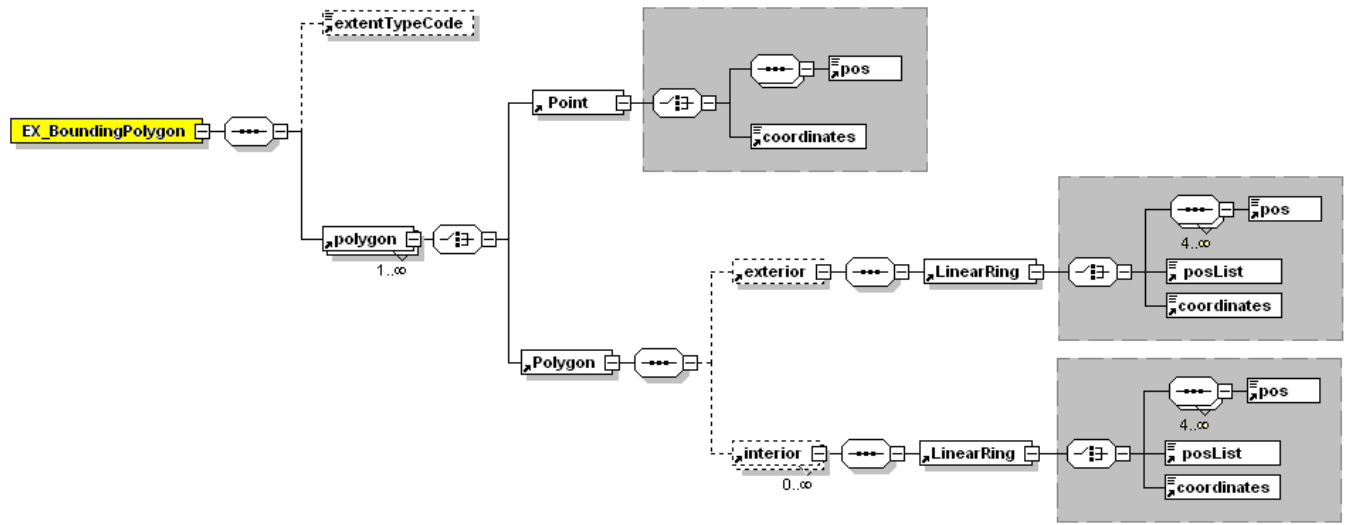 extentTypeCode
EX_BoundingPolygon
polygon
1..∞
Point
pos
coordinates
Polygon
exterior
LinearRing
pos
4..∞
posList
coordinates
interior
0..∞
LinearRing
pos
4..∞
posList
coordinates